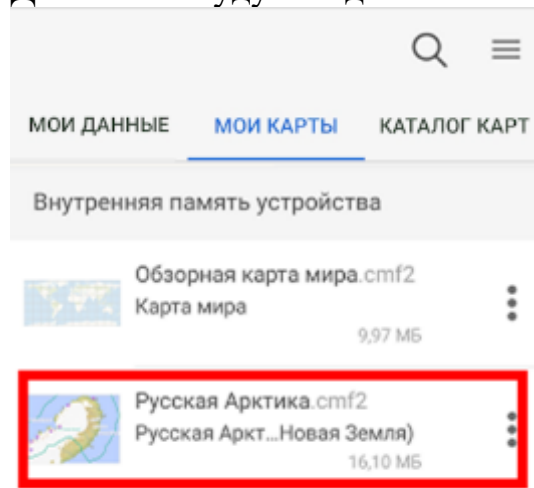 МОИ ДАННЫЕ МОИ КАРТЫ КАТАЛОГ КАРТ
Внутренняя память устройства
Обзорная карта мира.cmf2
Карта мира
9,97 МБ
Русская Арктика.cmf2
Русская Аркт...Новая Земля)
16,10 МБ